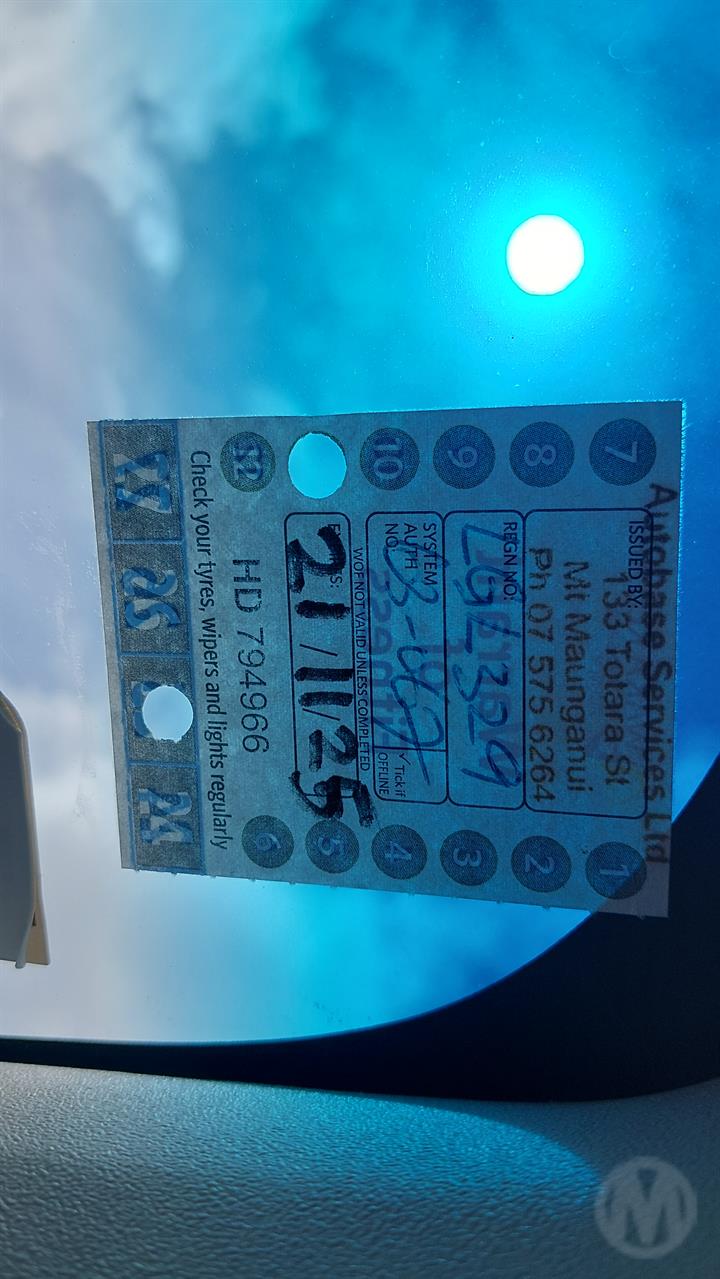 Autobase Services Ltd
ISSUED BY:
133 Totara St
Mt Maunganui
Ph 07 575 6264
7
1
8
2
REGN NO:
LGL329
9
3
SYSTEM
AUTH
NO.
✓ Tick if
OFFLINE
10
4
WOF NOT VALID UNLESS COMPLETED
21/11/25
5
HD 794966
12
6
Check your tyres, wipers and lights regularly
26
24
M